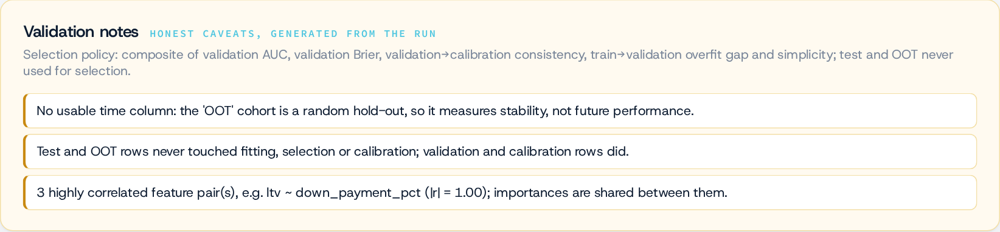 Validation notes HONEST CAVEATS, GENERATED FROM THE RUN
Selection policy: composite of validation AUC, validation Brier, validation→calibration consistency, train→validation overfit gap and simplicity; test and OOT never
used for selection.
No usable time column: the 'OOT' cohort is a random hold-out, so it measures stability, not future performance.
Test and OOT rows never touched fitting, selection or calibration; validation and calibration rows did.
3 highly correlated feature pair(s), e.g. ltv ~ down_payment_pct (|r| = 1.00); importances are shared between them.